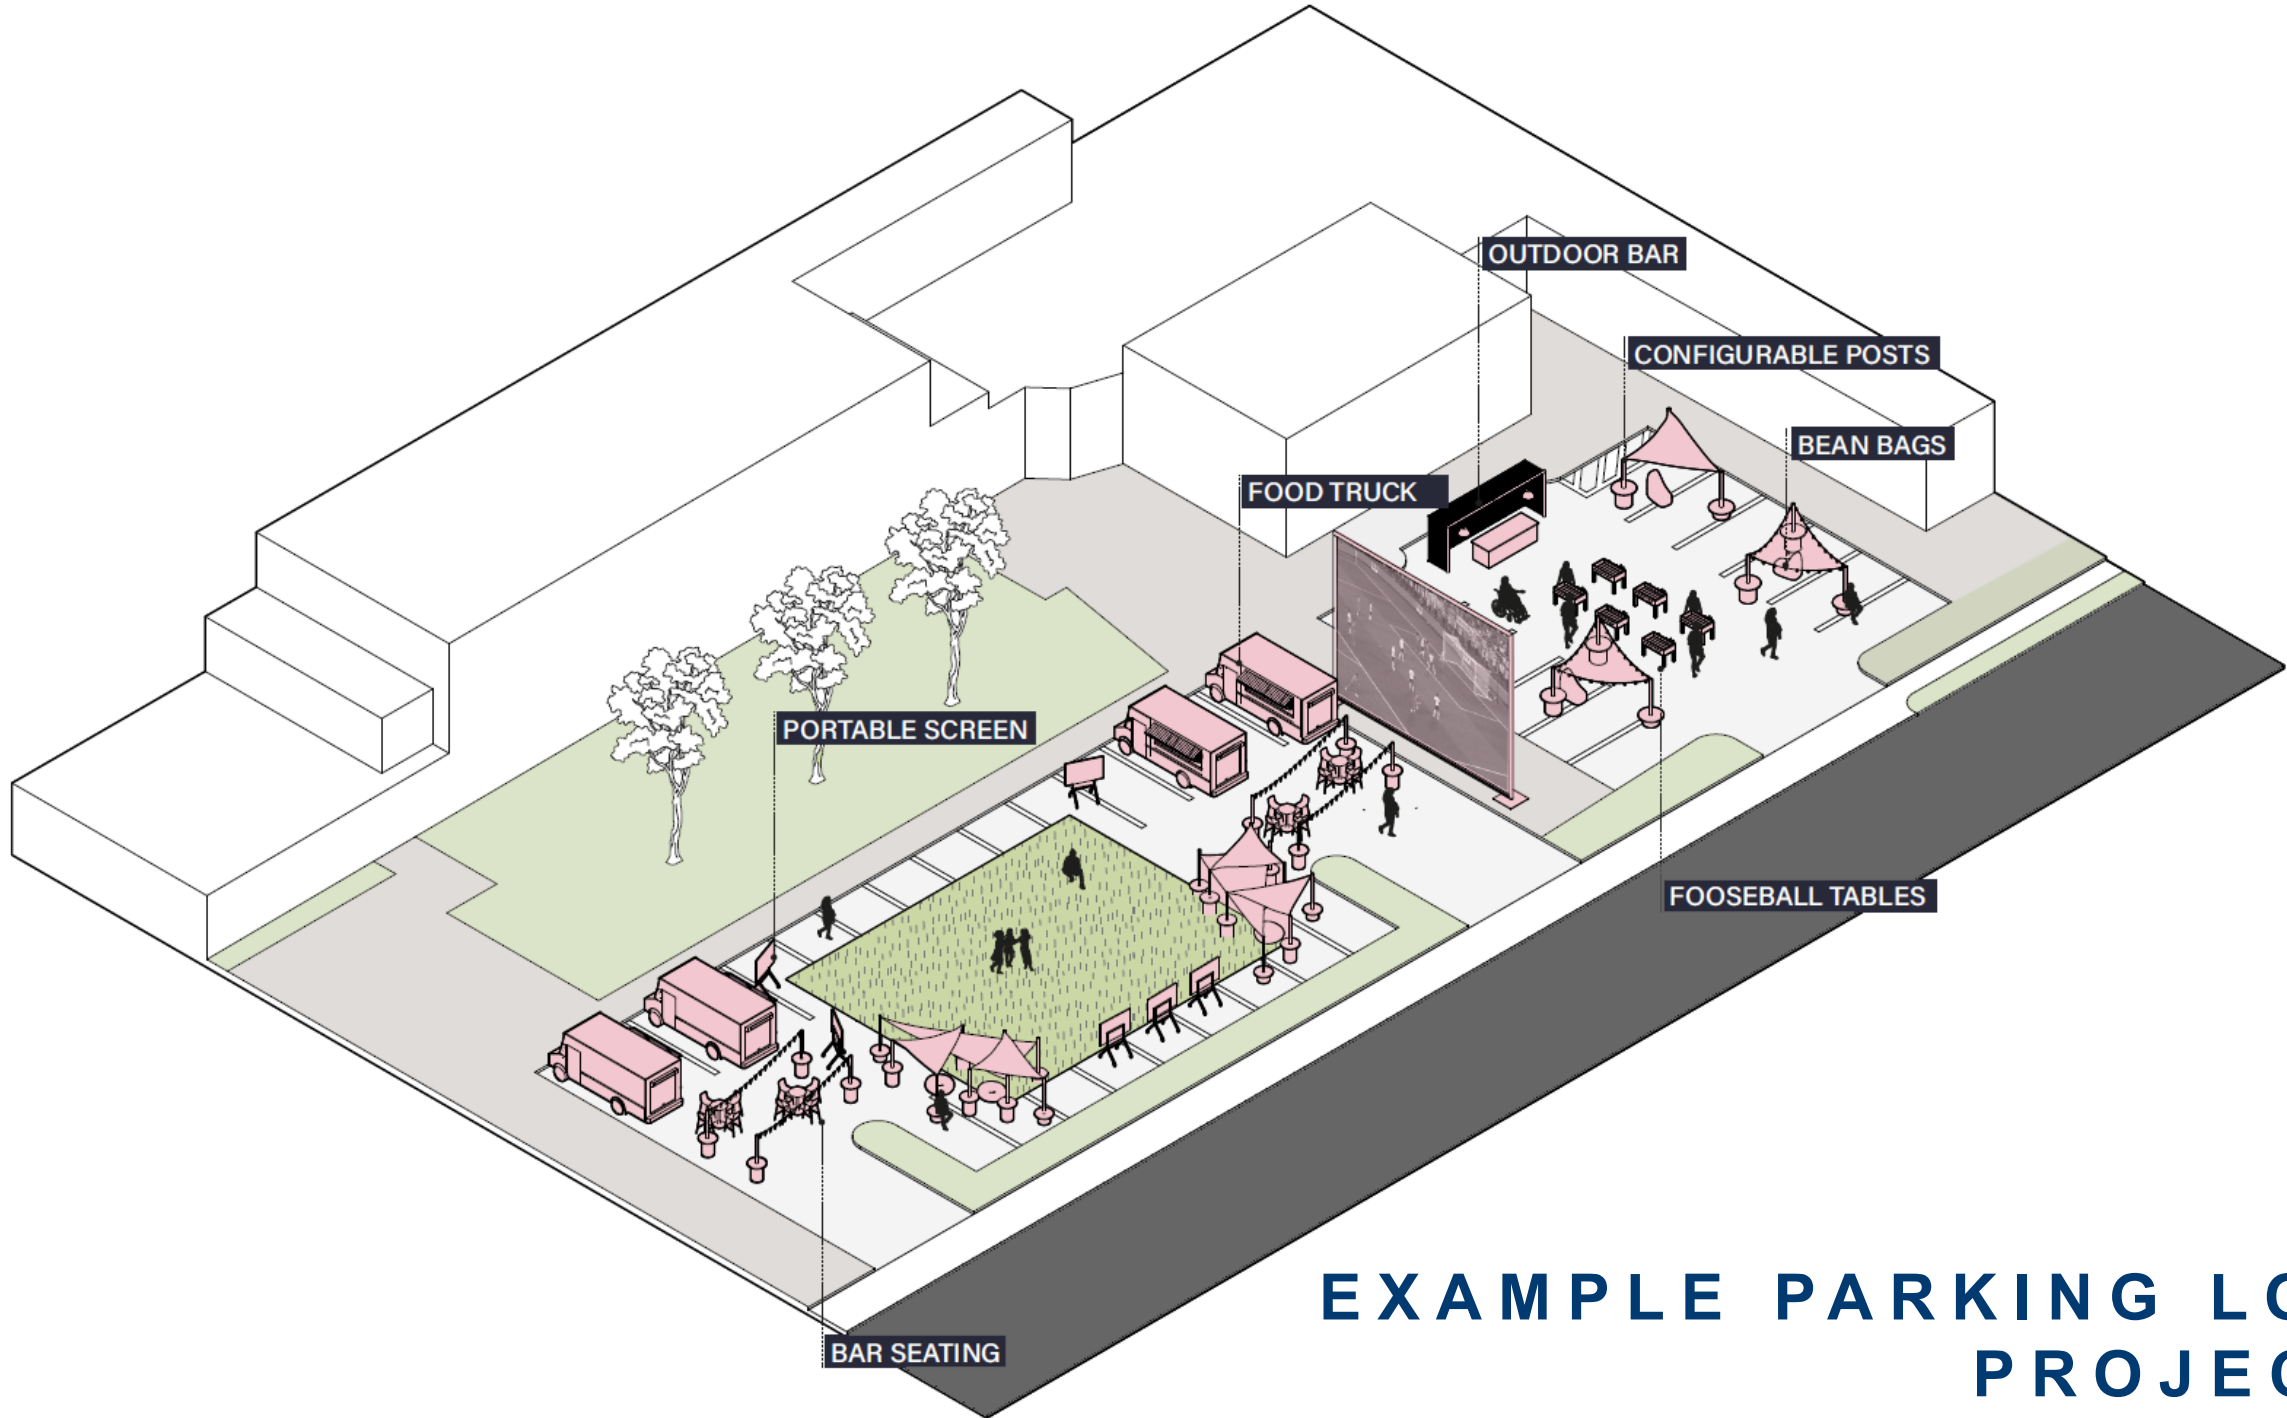 OUTDOOR BAR
CONFIGURABLE POSTS
BEAN BAGS
FOOD TRUCK
PORTABLE SCREEN
FOOSEBALL TABLES
BAR SEATING
EXAMPLE PARKING